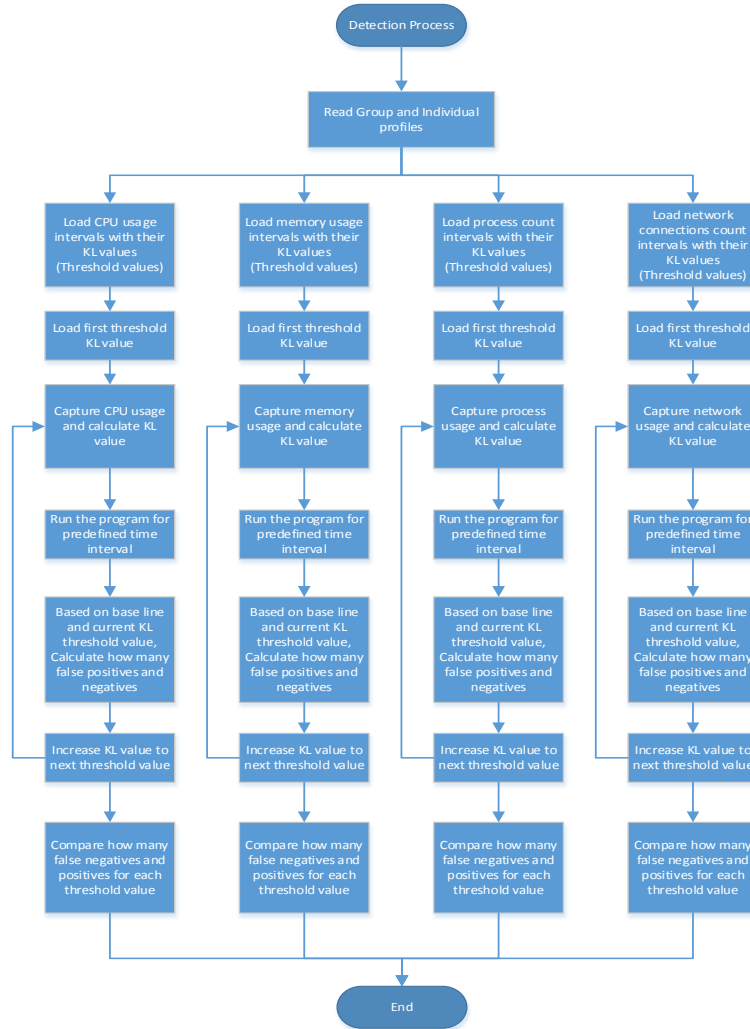 Detection Process
Read Group and Individual
profiles
Load CPU usage
intervals with their
KL values
(Threshold values)
Load memory usage
intervals with their
KL values
(Threshold values)
Load process count
intervals with their
KL values
(Threshold values)
Load network
connections count
intervals with their
KL values
(Threshold values)
Load first threshold
KL value
Load first threshold
KL value
Load first threshold
KL value
Load first threshold
KL value
Capture CPU usage
and calculate KL
value
Capture memory
usage and calculate
KL value
Capture process
usage and calculate
KL value
Capture network
usage and calculate
KL value
Run the program for
predefined time
interval
Run the program for
predefined time
interval
Run the program for
predefined time
interval
Run the program for
predefined time
interval
Based on base line
and current KL
threshold value,
Calculate how many
false positives and
negatives
Based on base line
and current KL
threshold value,
Calculate how many
false positives and
negatives
Based on base line
and current KL
threshold value,
Calculate how many
false positives and
negatives
Based on base line
and current KL
threshold value,
Calculate how many
false positives and
negatives
Increase KL value to
next threshold value
Increase KL value to
next threshold value
Increase KL value to
next threshold value
Increase KL value to
next threshold value
Compare how many
false negatives and
positives for each
threshold value
Compare how many
false negatives and
positives for each
threshold value
Compare how many
false negatives and
positives for each
threshold value
Compare how many
false negatives and
positives for each
threshold value
End